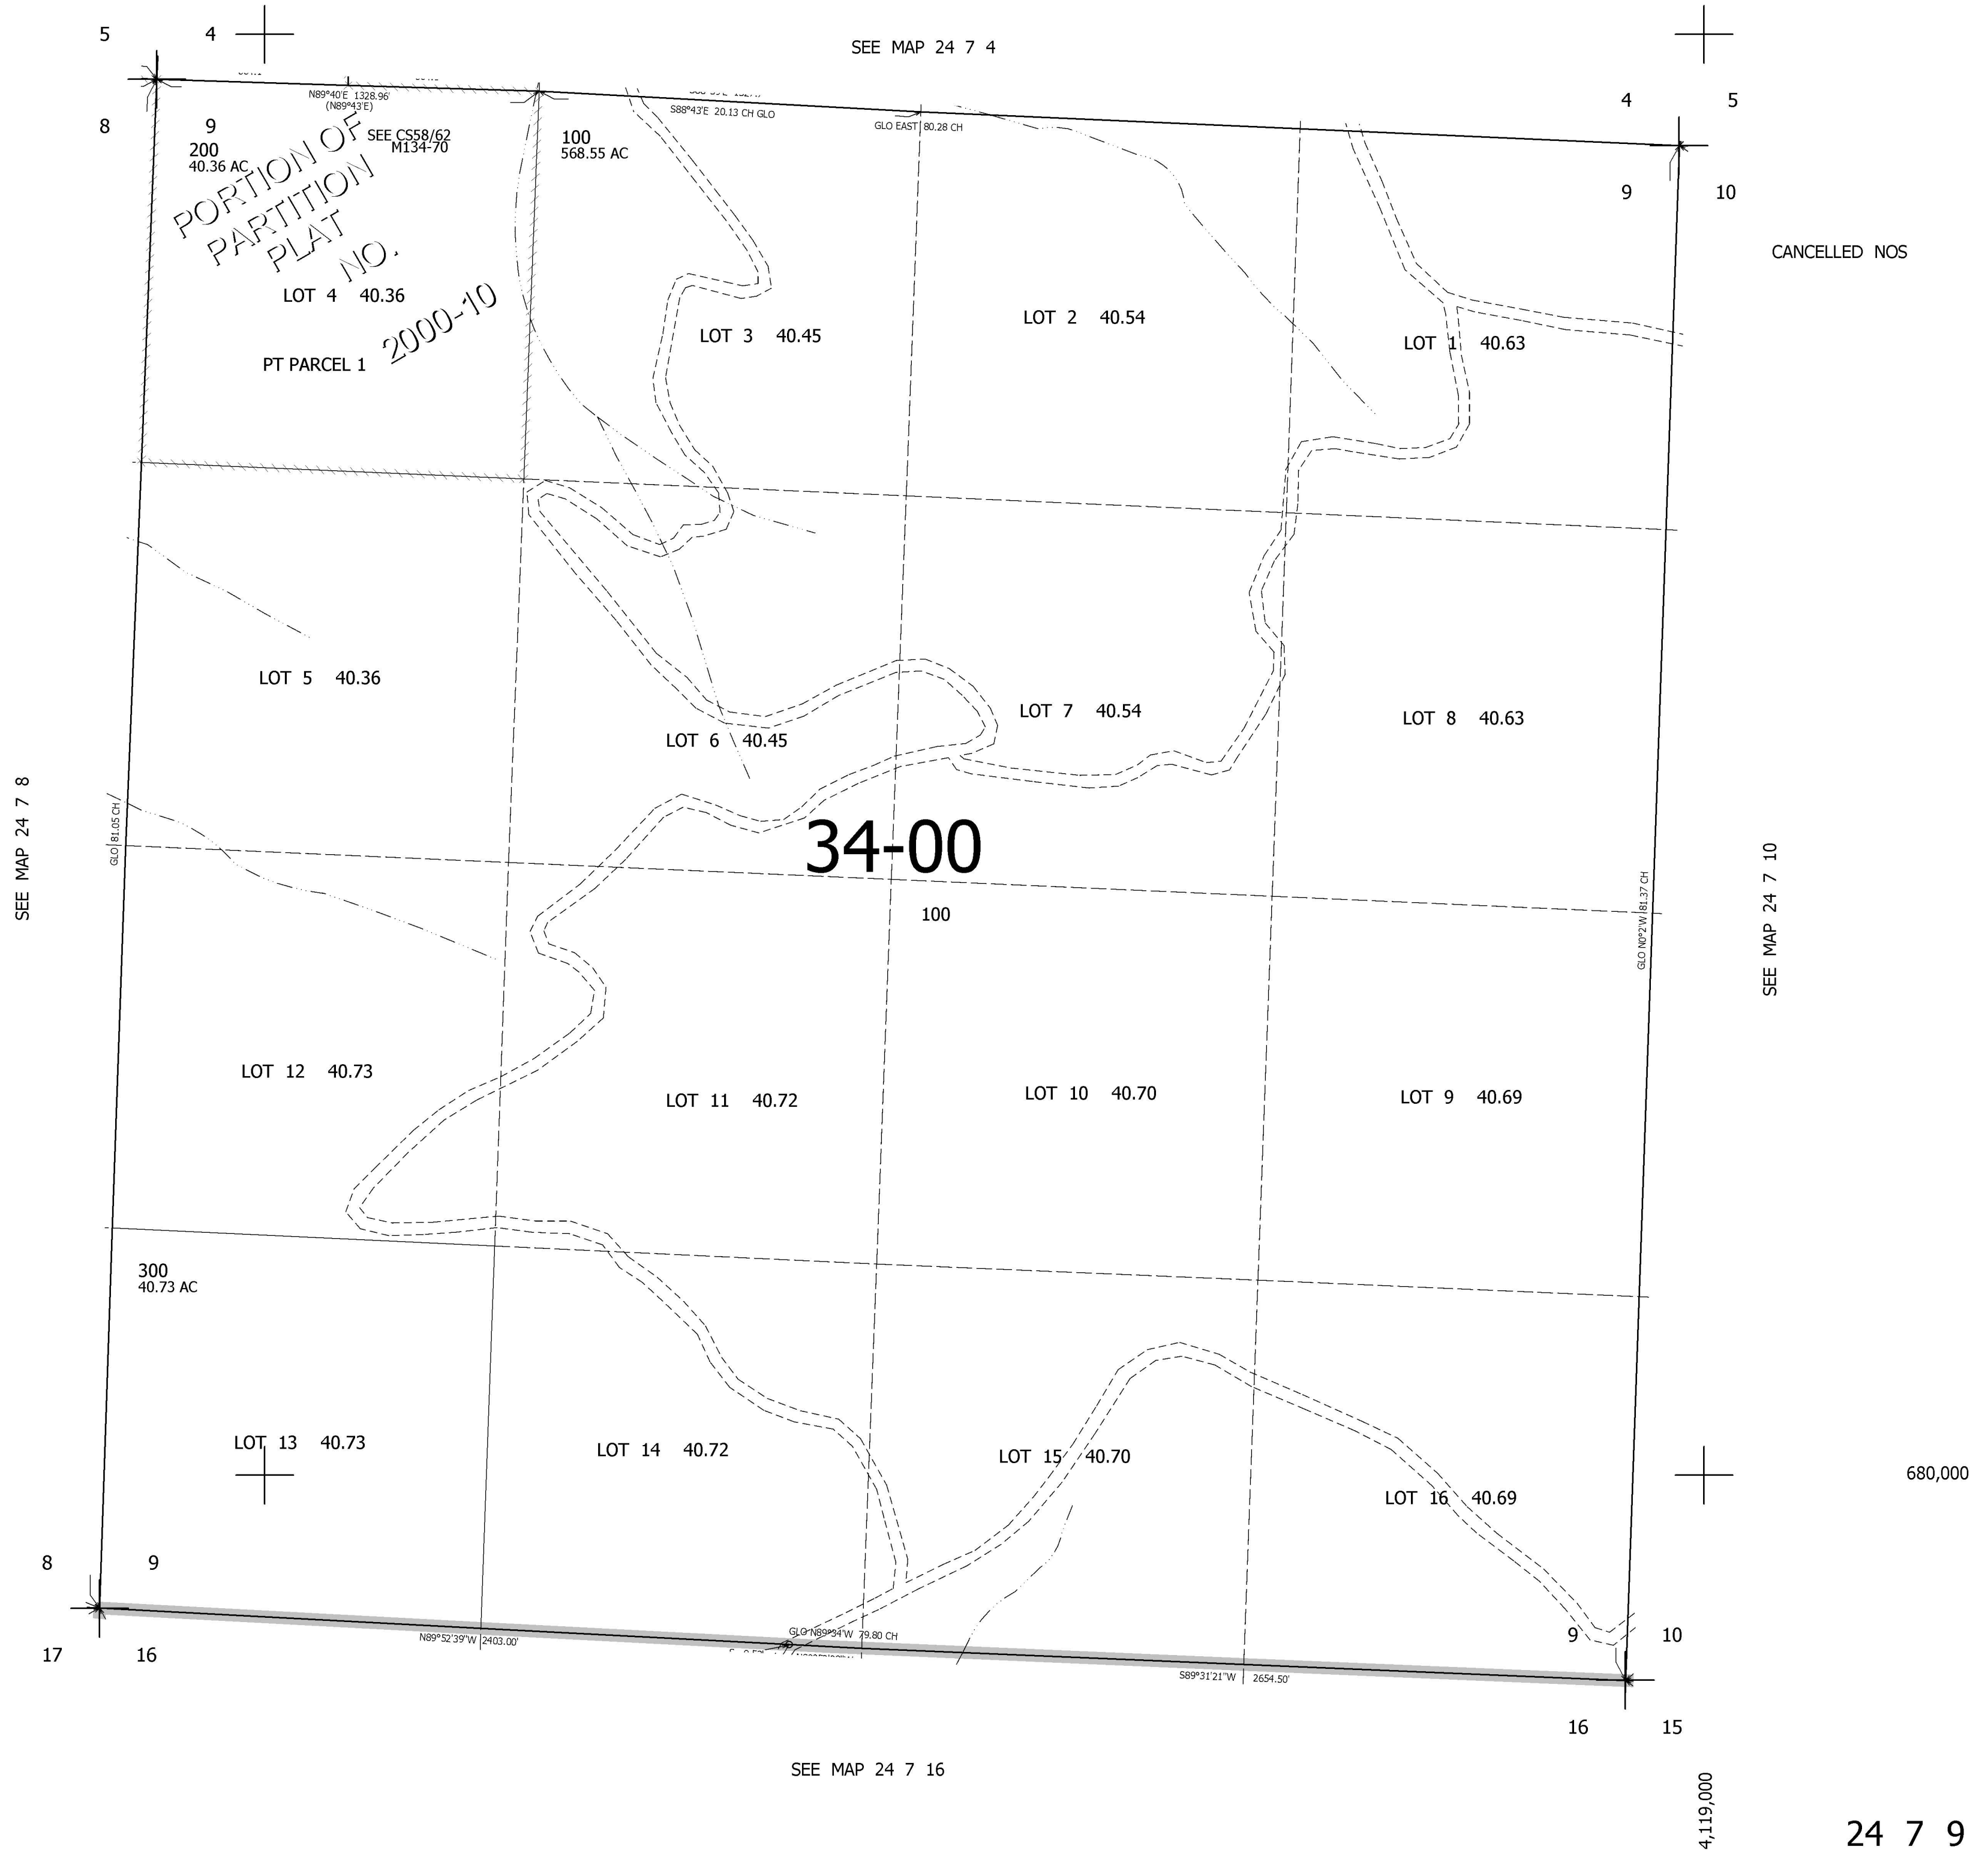 5 4
SEE MAP 24 7 4
4 5
8 9
N89°40'E 1328.96'
(N89°43'E)
SEE CS58/62
M134-70
200
40.36 AC
PORTION OF
PARTITION
PLAT
NO.
2000-10
LOT 4 40.36
PT PARCEL 1
100
568.55 AC
S88°43'E 20.13 CH GLO
GLO EAST 80.28 CH
9 10
CANCELLED NOS
LOT 3 40.45
LOT 2 40.54
LOT 1 40.63
LOT 5 40.36
LOT 6 40.45
LOT 7 40.54
LOT 8 40.63
SEE MAP 24 7 8
GLO 81.05 CH
34-00
100
GLO N0°2'W 81.37 CH
SEE MAP 24 7 10
LOT 12 40.73
LOT 11 40.72
LOT 10 40.70
LOT 9 40.69
300
40.73 AC
LOT 13 40.73
LOT 14 40.72
LOT 15 40.70
LOT 16 40.69
680,000
8 9
9 10
N89°52'39"W 2403.00'
GLO N89°34'W 79.80 CH
S89°31'21"W 2654.50'
17 16
16 15
SEE MAP 24 7 16
4,119,000
24 7 9